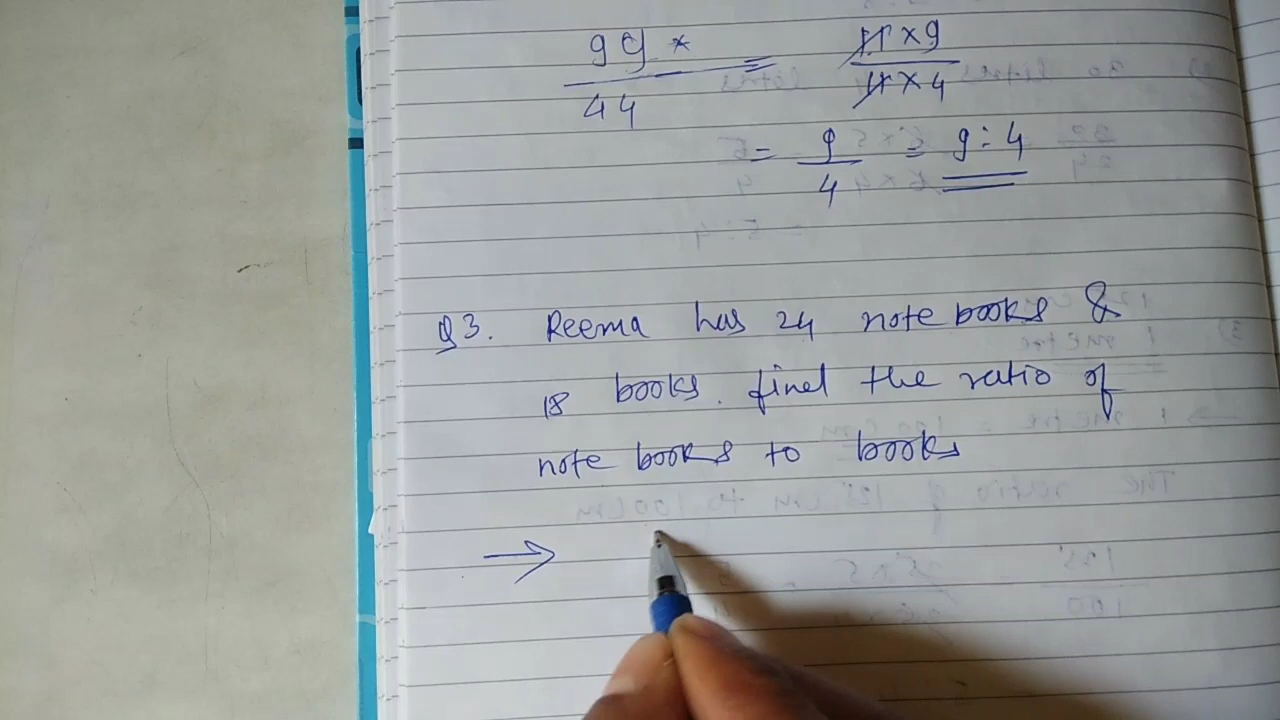 99 * = 11 × 9
44 11 × 4
= 9 = 9 : 4
4
Q3. Reema has 24 note books &
18 books. find the ratio of
note books to books
→